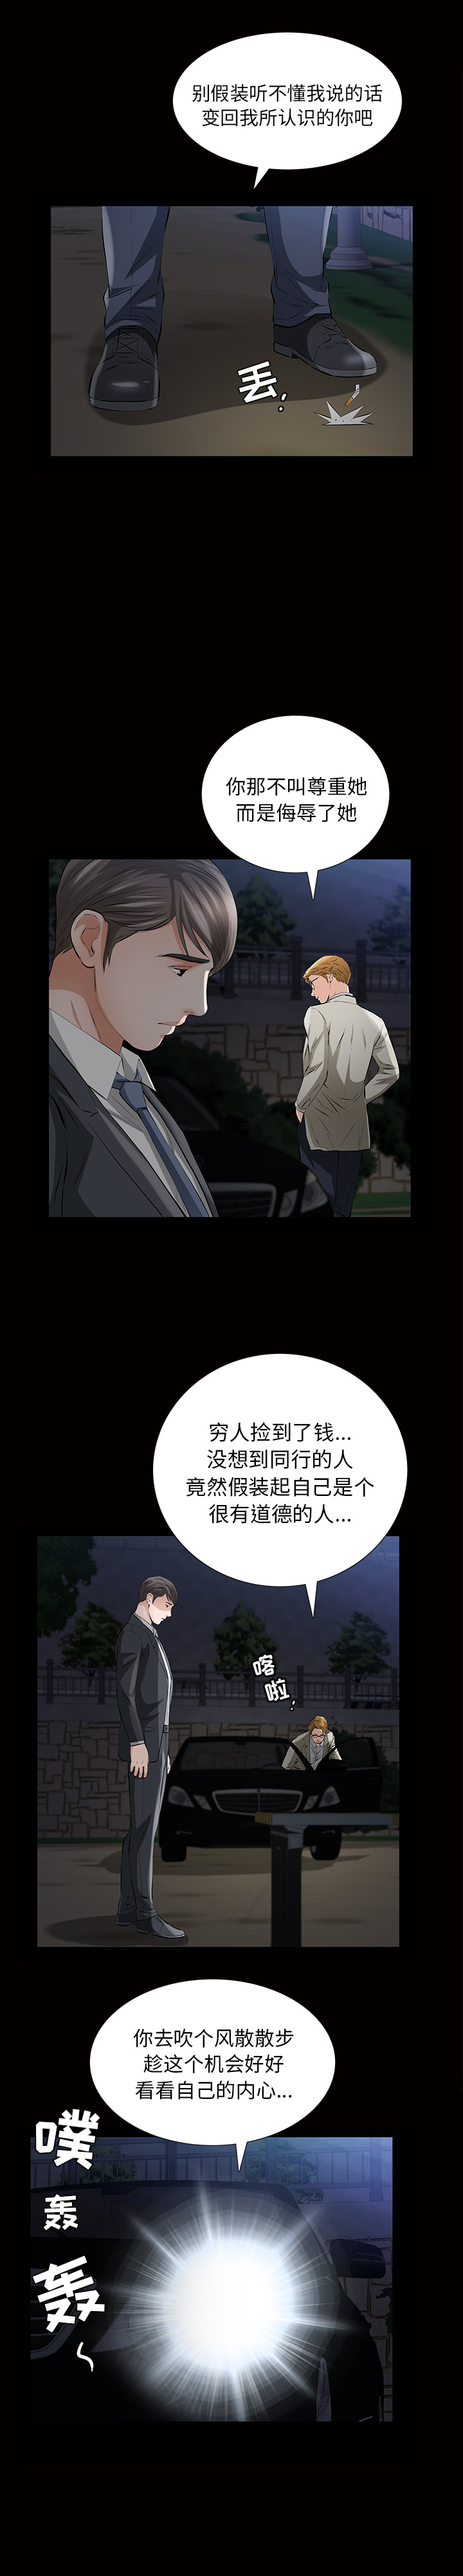 别假装听不懂我说的话
变回我所认识的你吧
丢!
你那不叫尊重她
而是侮辱了她
穷人捡到了钱...
没想到同行的人
竟然假装起自己是个
很有道德的人...
喀
啦!
你去吹个风散散步
趁这个机会好好
看看自己的内心...
噗
轰
轰~